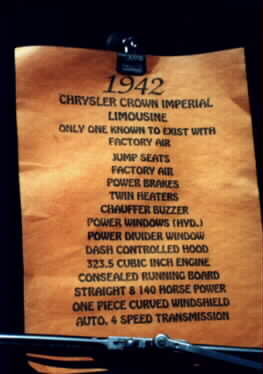 1942
CHRYSLER CROWN IMPERIAL
LIMOUSINE
ONLY ONE KNOWN TO EXIST WITH
FACTORY AIR
JUMP SEATS
FACTORY AIR
POWER BRAKES
TWIN HEATERS
CHAUFFER BUZZER
POWER WINDOWS (HYD.)
POWER DIVIDER WINDOW
DASH CONTROLLED HOOD
323.5 CUBIC INCH ENGINE
CONSEALED RUNNING BOARD
STRAIGHT 8 140 HORSE POWER
ONE PIECE CURVED WINDSHIELD
AUTO. 4 SPEED TRANSMISSION